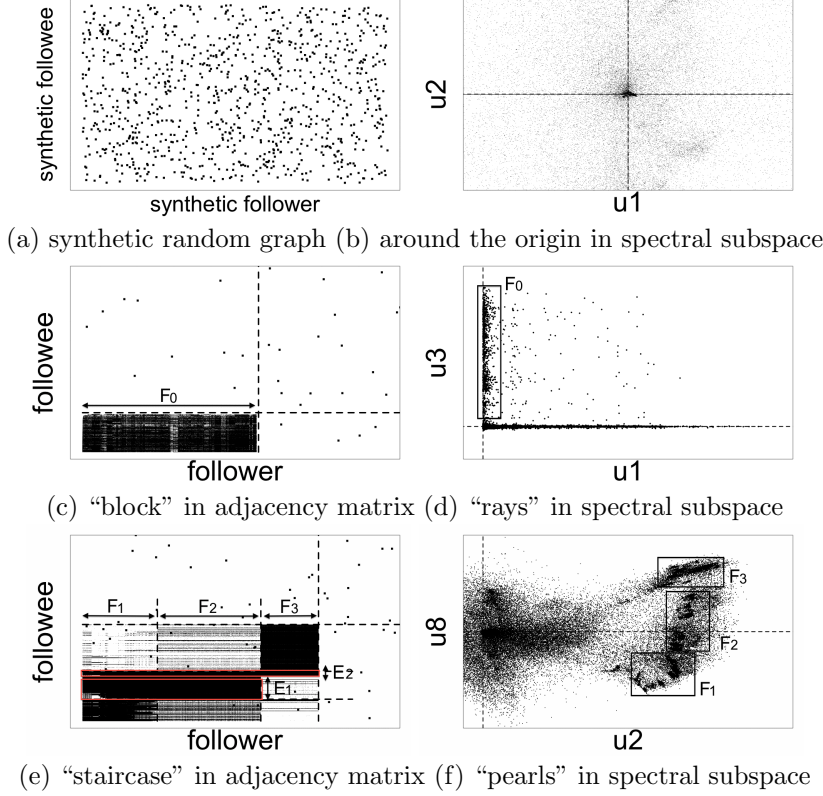 synthetic followee
synthetic follower
u2
u1
(a) synthetic random graph (b) around the origin in spectral subspace
followee
F0
follower
u3
F0
u1
(c) “block” in adjacency matrix (d) “rays” in spectral subspace
followee
F1 F2 F3
E2
E1
follower
u8
F3
F2
F1
u2
(e) “staircase” in adjacency matrix (f) “pearls” in spectral subspace